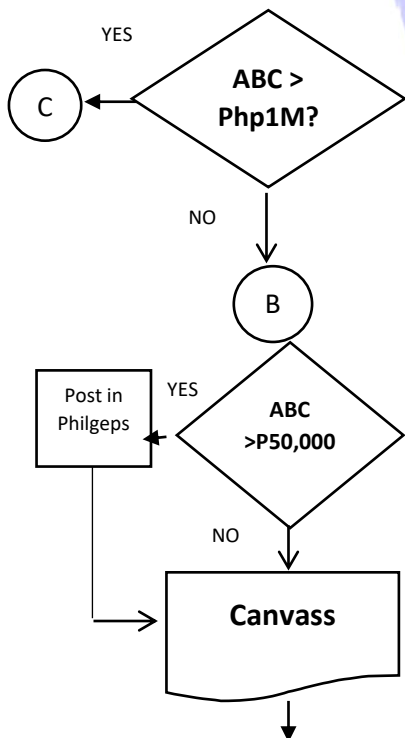 YES
ABC >
Php1M?
C
NO
B
Post in
Philgeps
YES
ABC
>P50,000
NO
Canvass